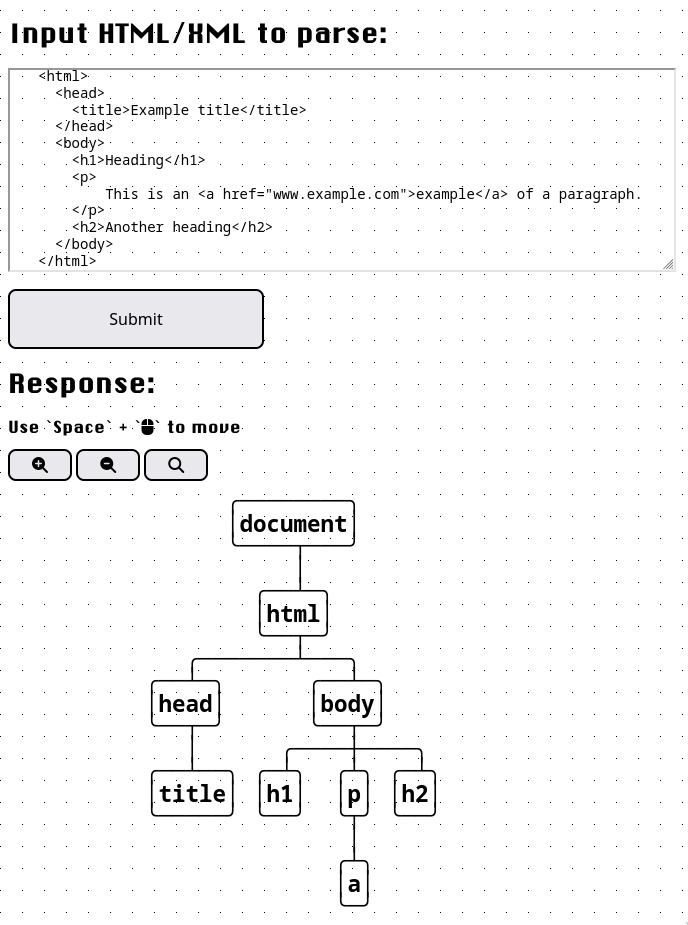 Input HTML/XML to parse:
<html>
<head>
<title>Example title</title>
</head>
<body>
<h1>Heading</h1>
<p>
This is an <a href="www.example.com">example</a> of a paragraph.
</p>
<h2>Another heading</h2>
</body>
</html>
Submit
Response:
Use `Space` + `` to move
document
html
head body
title h1 p h2
a